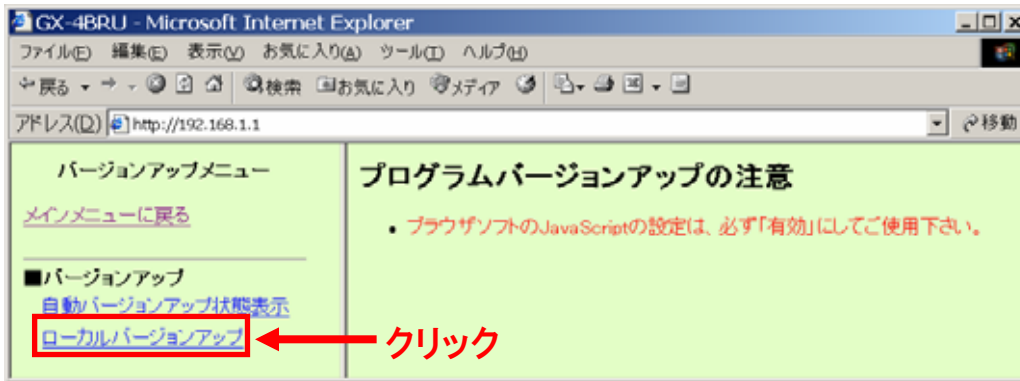 GX-4BRU - Microsoft Internet Explorer
ファイル(F) 編集(E) 表示(V) お気に入り(A) ツール(T) ヘルプ(H)
戻る 検索 お気に入り メディア
アドレス(D) http://192.168.1.1 移動
バージョンアップメニュー
メインメニューに戻る
■バージョンアップ
自動バージョンアップ状態表示
ローカルバージョンアップ
クリック
プログラムバージョンアップの注意
• ブラウザソフトのJavaScriptの設定は、必ず「有効」にしてご使用下さい。